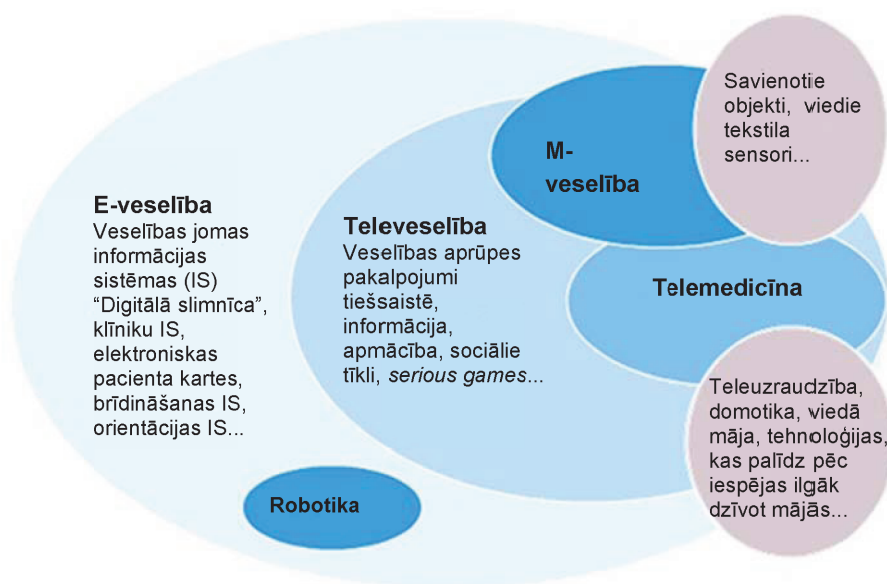 E-veselība
Veselības jomas
informācijas
sistēmas (IS)
“Digitālā slimnīca”,
klīniku IS,
elektroniskas
pacienta kartes,
brīdināšanas IS,
orientācijas IS...
Televeselība
Veselības aprūpes
pakalpojumi
tiešsaistē,
informācija,
apmācība, sociālie
tīkli, serious games...
M-
veselība
Savienotie
objekti, viedie
tekstila
sensori...
Telemedicīna
Teleuzraudzība,
domotika, viedā
māja, tehnoloģijas,
kas palīdz pēc
iespējas ilgāk
dzīvot mājās...
Robotika